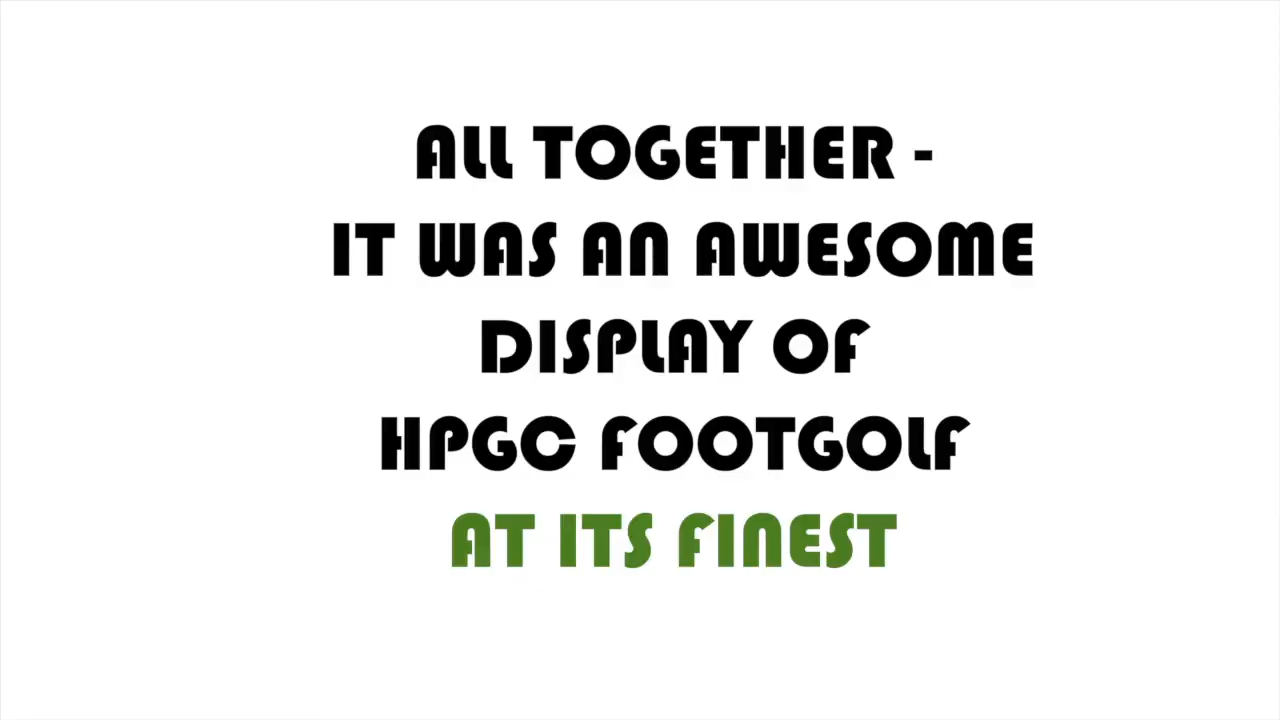 ALL TOGETHER -
IT WAS AN AWESOME
DISPLAY OF
HPGC FOOTGOLF
AT ITS FINEST